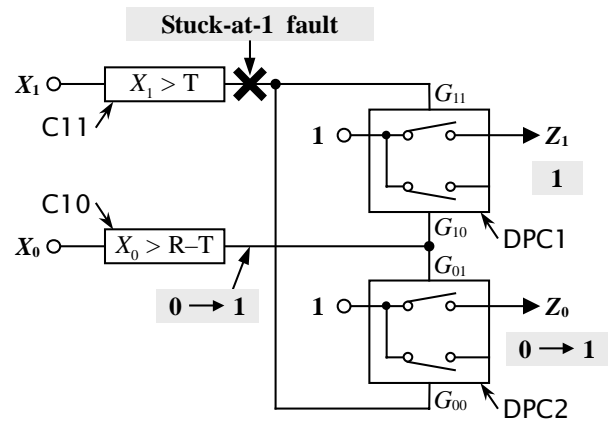 Stuck-at-1 fault
X₁
X₁ > T
C11
G₁₁
1
Z₁
1
G₁₀
DPC1
C10
X₀
X₀ > R–T
0 → 1
G₀₁
1
Z₀
0 → 1
G₀₀
DPC2